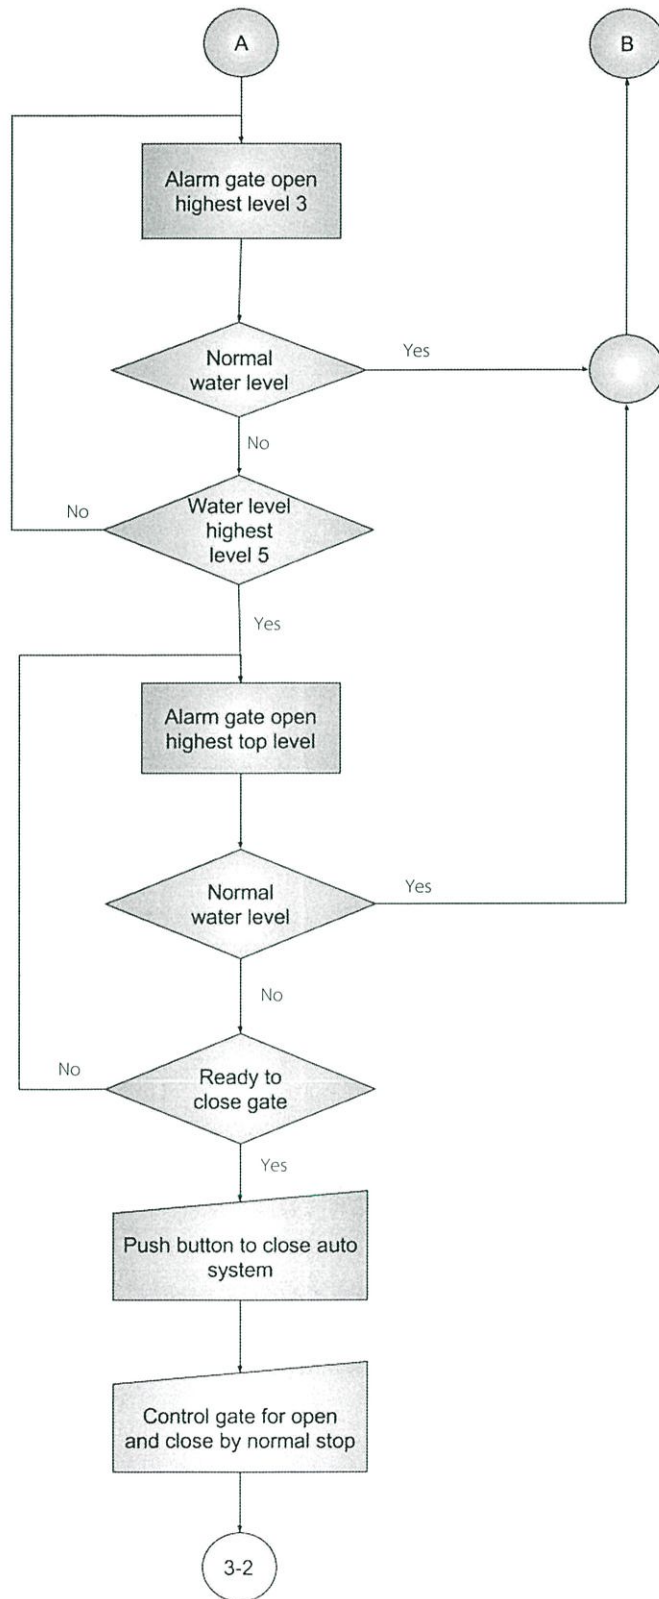 A
B
Alarm gate open
highest level 3
Normal
water level
Yes
No
Water level
highest
level 5
No
Yes
Alarm gate open
highest top level
Normal
water level
Yes
No
Ready to
close gate
No
Yes
Push button to close auto
system
Control gate for open
and close by normal stop
3-2